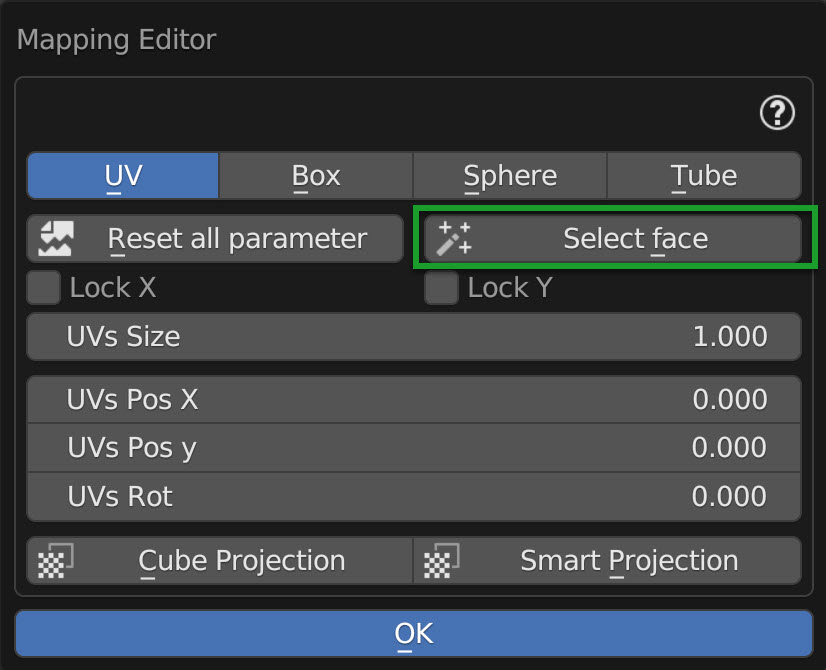 Mapping Editor
?
UV Box Sphere Tube
Reset all parameter Select face
Lock X Lock Y
UVs Size 1.000
UVs Pos X 0.000
UVs Pos y 0.000
UVs Rot 0.000
Cube Projection Smart Projection
OK